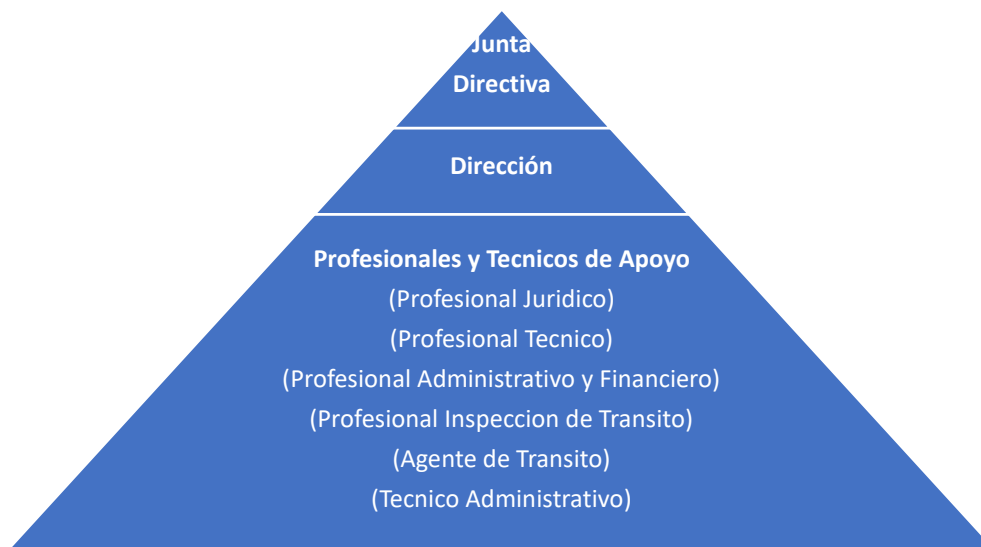 Junta
Directiva
Dirección
Profesionales y Tecnicos de Apoyo
(Profesional Juridico)
(Profesional Tecnico)
(Profesional Administrativo y Financiero)
(Profesional Inspeccion de Transito)
(Agente de Transito)
(Tecnico Administrativo)